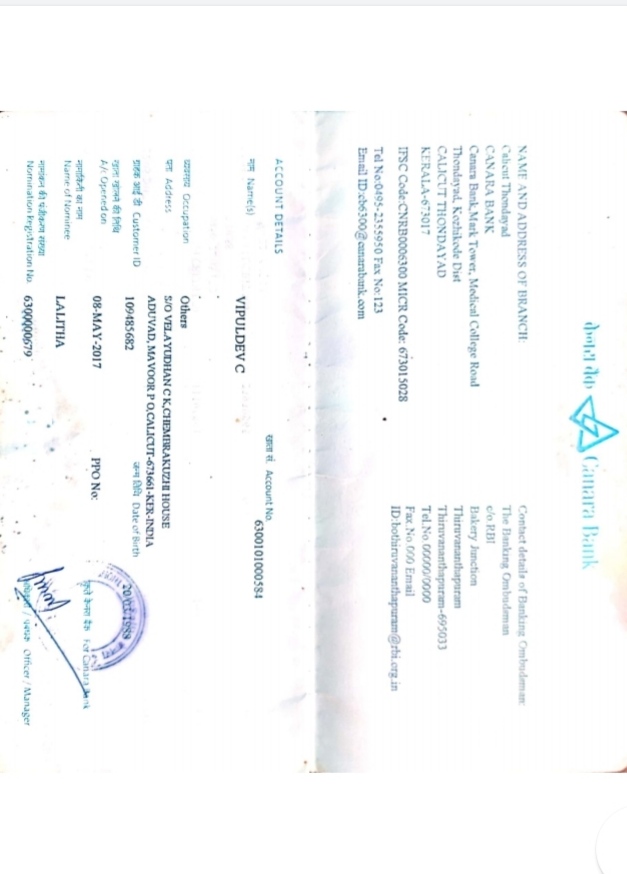 केनरा बैंक Canara Bank
NAME AND ADDRESS OF BRANCH:
Calicut Thondayad
CANARA BANK
Canara Bank,Mark Tower, Medical College Road
Thondayad, Kozhikode Dist
CALICUT THONDAYAD
KERALA-673017
IFSC Code:CNRB0006300 MICR Code: 673015028
Tel No:0495-2355950 Fax No:123
Email ID:cb6300@canarabank.com
Contact details of Banking Ombudsman:
The Banking Ombudsman
c/o RBI
Bakery Junction
Thiruvananthapuram
Thiruvananthapuram-695033
Tel.No. 00000/0000
Fax No. 000 Email
ID:bothiruvananthapuram@rbi.org.in
ACCOUNT DETAILS
खाता सं. Account No. 6300101000584
नाम Name(s)
VIPULDEV C
व्यवसाय Occupation Others
पता Address S/O VELAYUDHAN C K,CHEMBRAKUZHI HOUSE
ADUVAD,MAVOOR P O,CALICUT-673661-KER-INDIA
ग्राहक आई डी Customer ID 109485682 जन्म तिथि Date of Birth 20/03/1999
खाता खोलने की तिथि
A/c Opened on 08-MAY-2017 PPO No:
नामिती का नाम
Name of Nominee LALITHA
कृते केनरा बैंक For Canara Bank
नामांकन की पंजीकरण संख्या
Nomination Registration No. 6300000679
प्रबंधक Officer / Manager